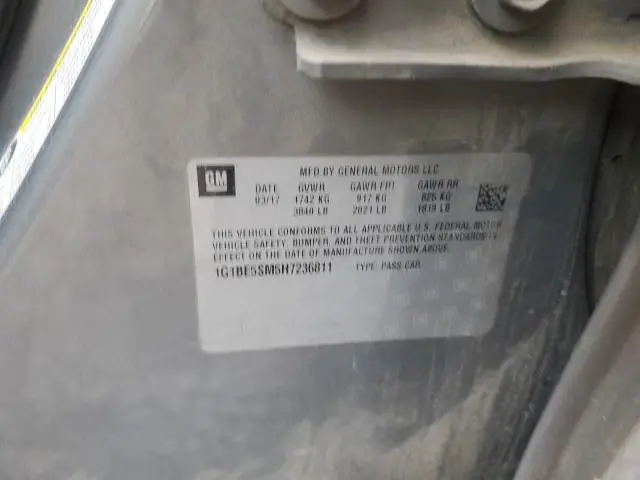 GM
MFD BY GENERAL MOTORS LLC
DATE GVWR GAWR FRT GAWR RR
03/17 1742 KG 917 KG 825 KG
3840 LB 2021 LB 1819 LB
THIS VEHICLE CONFORMS TO ALL APPLICABLE U.S. FEDERAL MOTOR
VEHICLE SAFETY, BUMPER, AND THEFT PREVENTION STANDARDS IN
EFFECT ON THE DATE OF MANUFACTURE SHOWN ABOVE.
1G1BE5SM5H7236811 TYPE: PASS CAR